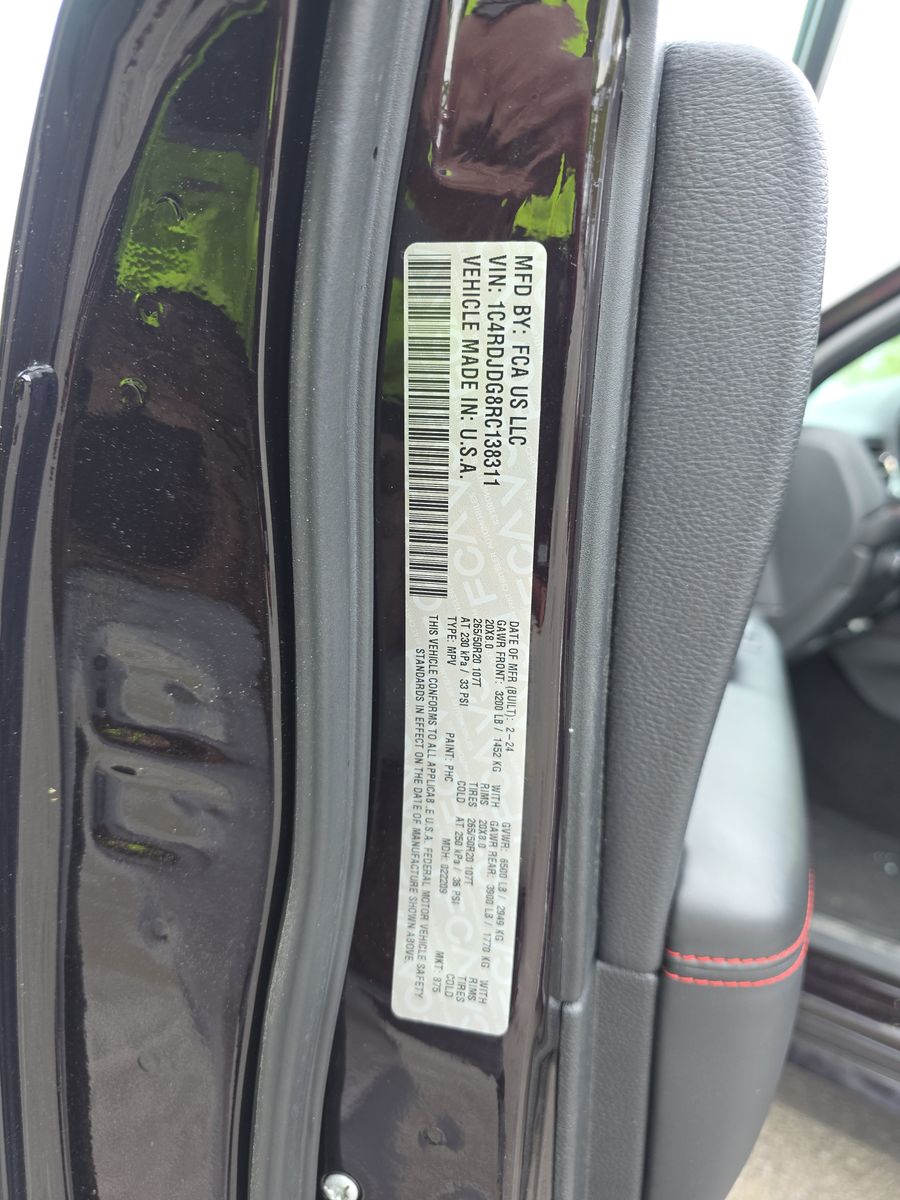 MFD BY: FCA US LLC
VIN: 1C4RDJDG8RC138311
VEHICLE MADE IN: U.S.A.
DATE OF MFR (BUILT): 2-24 GVWR: 6500 LB / 2949 KG
GAWR FRONT: 3200 LB / 1452 KG WITH GAWR REAR: 3900 LB / 1770 KG WITH
20X8.0 RIMS 20X8.0 RIMS
265/50R20 107T TIRES 265/50R20 107T TIRES
AT 230 kPa / 33 PSI COLD AT 250 kPa / 36 PSI COLD
TYPE: MPV PAINT: PHC MDH: 022209 MKT: 875
THIS VEHICLE CONFORMS TO ALL APPLICABLE U.S.A. FEDERAL MOTOR VEHICLE SAFETY
STANDARDS IN EFFECT ON THE DATE OF MANUFACTURE SHOWN ABOVE.